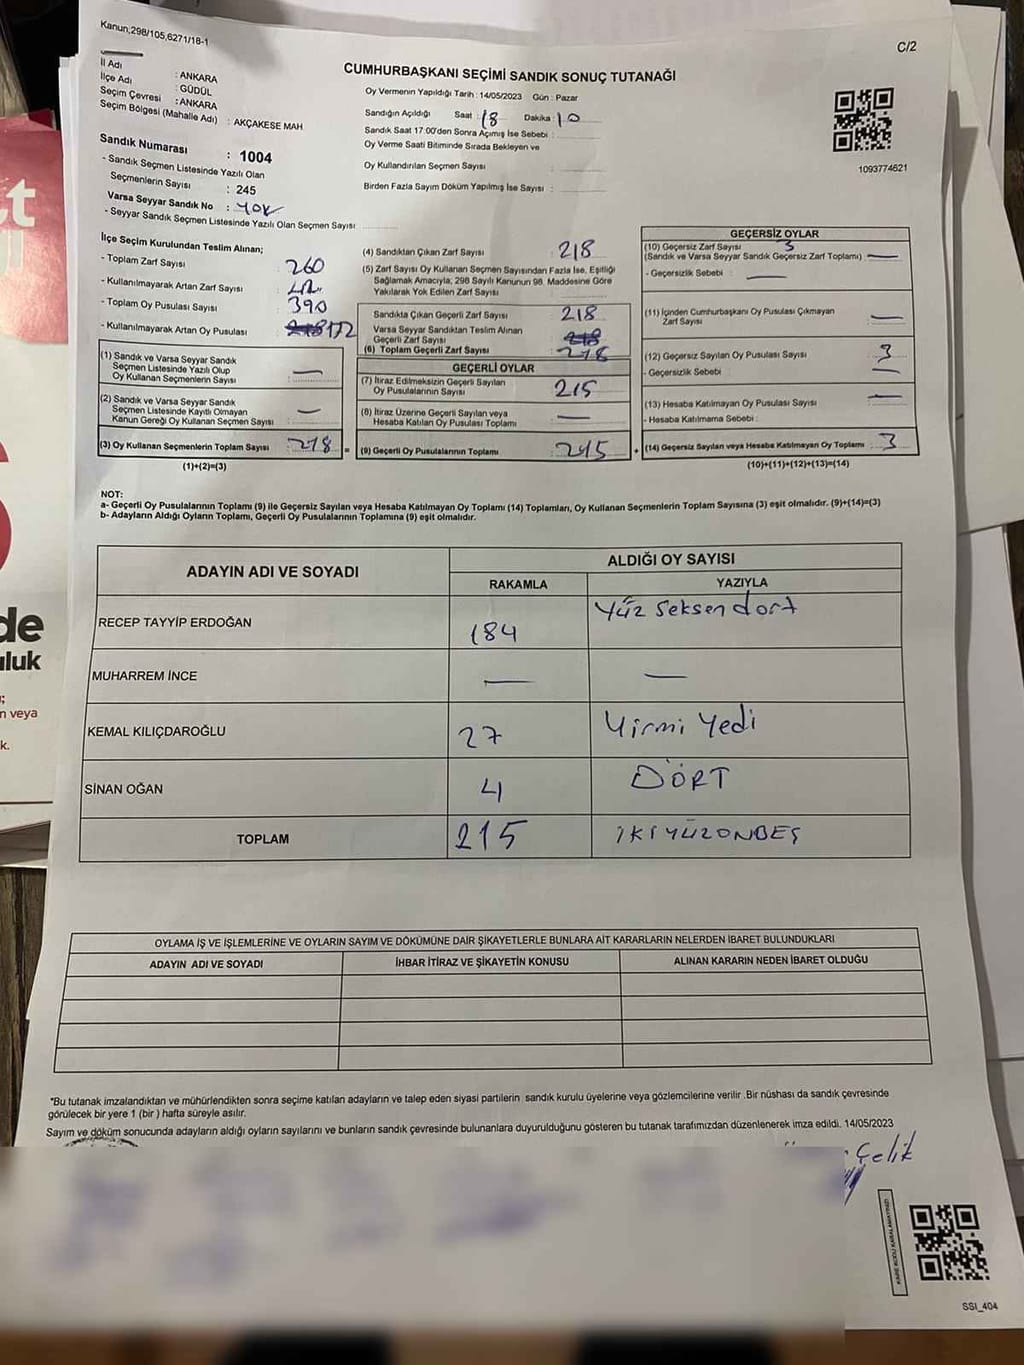 Kanun;298/105,6271/18-1
C/2
İl Adı : ANKARA
İlçe Adı : GÜDÜL
Seçim Çevresi : ANKARA
Seçim Bölgesi (Mahalle Adı) : AKÇAKESE MAH
CUMHURBAŞKANI SEÇİMİ SANDIK SONUÇ TUTANAĞI
Oy Vermenin Yapıldığı Tarih : 14/05/2023 Gün : Pazar
Sandığın Açıldığı Saat : 18 Dakika : 10
Sandık Saat 17:00'den Sonra Açımış İse Sebebi :
Oy Verme Saati Bitiminde Sırada Bekleyen ve
Oy Kullandırılan Seçmen Sayısı :
Birden Fazla Sayım Döküm Yapılmış İse Sayısı :
1093774621
Sandık Numarası : 1004
- Sandık Seçmen Listesinde Yazılı Olan
Seçmenlerin Sayısı : 245
Varsa Seyyar Sandık No : YOK
- Seyyar Sandık Seçmen Listesinde Yazılı Olan Seçmen Sayısı
İlçe Seçim Kurulundan Teslim Alınan;
- Toplam Zarf Sayısı : 260
- Kullanılmayarak Artan Zarf Sayısı :
- Toplam Oy Pusulası Sayısı : 390
- Kullanılmayarak Artan Oy Pusulası : 172
(1) Sandık ve Varsa Seyyar Sandık
Seçmen Listesinde Yazılı Olup
Oy Kullanan Seçmenlerin Sayısı : —
(2) Sandık ve Varsa Seyyar Sandık
Seçmen Listesinde Kayıtlı Olmayan
Kanun Gereği Oy Kullanan Seçmen Sayısı : —
(3) Oy Kullanan Seçmenlerin Toplam Sayısı : 218 =
(1)+(2)=(3)
(4) Sandıktan Çıkan Zarf Sayısı : 218
(5) Zarf Sayısı Oy Kullanan Seçmen Sayısından Fazla İse, Eşitliği
Sağlamak Amacıyla, 298 Sayılı Kanunun 98. Maddesine Göre
Yakılarak Yok Edilen Zarf Sayısı :
Sandıkta Çıkan Geçerli Zarf Sayısı : 218
Varsa Seyyar Sandıktan Teslim Alınan
Geçerli Zarf Sayısı : 218
(6) Toplam Geçerli Zarf Sayısı : 218
GEÇERLİ OYLAR
(7) İtiraz Edilmeksizin Geçerli Sayılan
Oy Pusulalarının Sayısı : 215
(8) İtiraz Üzerine Geçerli Sayılan veya
Hesaba Katılan Oy Pusulası Toplamı : —
(9) Geçerli Oy Pusulalarının Toplamı : 215 +
GEÇERSİZ OYLAR
(10) Geçersiz Zarf Sayısı 3
(Sandık ve Varsa Seyyar Sandık Geçersiz Zarf Toplamı) : —
- Geçersizlik Sebebi : —
(11) İçinden Cumhurbaşkanı Oy Pusulası Çıkmayan
Zarf Sayısı : —
(12) Geçersiz Sayılan Oy Pusulası Sayısı : 3
- Geçersizlik Sebebi : —
(13) Hesaba Katılmayan Oy Pusulası Sayısı : —
- Hesaba Katılmama Sebebi :
(14) Geçersiz Sayılan veya Hesaba Katılmayan Oy Toplamı : 3
(10)+(11)+(12)+(13)=(14)
NOT:
a- Geçerli Oy Pusulalarının Toplamı (9) ile Geçersiz Sayılan veya Hesaba Katılmayan Oy Toplamı (14) Toplamları, Oy Kullanan Seçmenlerin Toplam Sayısına (3) eşit olmalıdır. (9)+(14)=(3)
b- Adayların Aldığı Oyların Toplamı, Geçerli Oy Pusulalarının Toplamına (9) eşit olmalıdır.
ADAYIN ADI VE SOYADI
ALDIĞI OY SAYISI
RAKAMLA YAZIYLA
RECEP TAYYİP ERDOĞAN 184 Yüz Seksen dört
MUHARREM İNCE — —
KEMAL KILIÇDAROĞLU 27 Yirmi Yedi
SİNAN OĞAN 4 DÖRT
TOPLAM 215 İKİYÜZONBEŞ
OYLAMA İŞ VE İŞLEMLERİNE VE OYLARIN SAYIM VE DÖKÜMÜNE DAİR ŞİKAYETLERLE BUNLARA AİT KARARLARIN NELERDEN İBARET BULUNDUKLARI
ADAYIN ADI VE SOYADI İHBAR İTİRAZ VE ŞİKAYETİN KONUSU ALINAN KARARIN NEDEN İBARET OLDUĞU
*Bu tutanak imzalandıktan ve mühürlendikten sonra seçime katılan adayların ve talep eden siyasi partilerin sandık kurulu üyelerine veya gözlemcilerine verilir .Bir nüshası da sandık çevresinde
görülecek bir yere 1 (bir ) hafta süreyle asılır.
Sayım ve döküm sonucunda adayların aldığı oyların sayılarını ve bunların sandık çevresinde bulunanlara duyurulduğunu gösteren bu tutanak tarafımızdan düzenlenerek imza edildi. 14/05/2023
Çelik
KARE KODU KARALAMAYINIZ!
SSI_404
de
uluk
n veya
k.